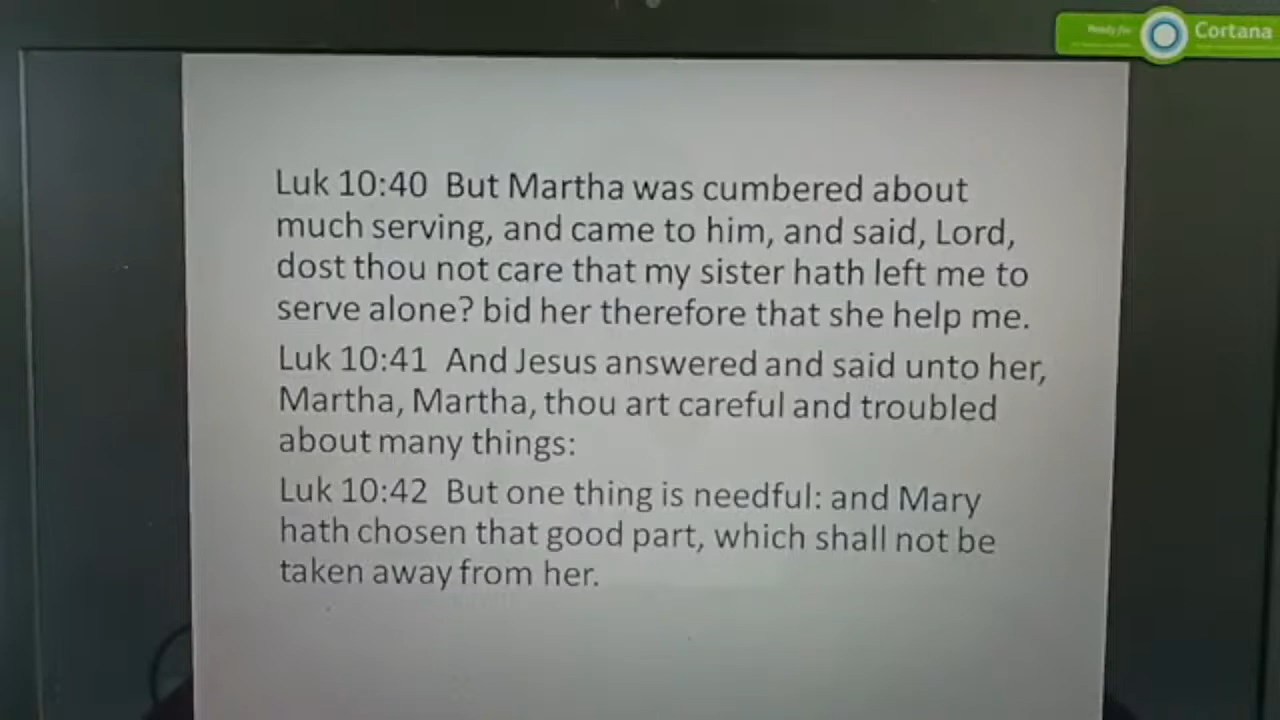 Ready for
Cortana
Luk 10:40 But Martha was cumbered about
much serving, and came to him, and said, Lord,
dost thou not care that my sister hath left me to
serve alone? bid her therefore that she help me.
Luk 10:41 And Jesus answered and said unto her,
Martha, Martha, thou art careful and troubled
about many things:
Luk 10:42 But one thing is needful: and Mary
hath chosen that good part, which shall not be
taken away from her.